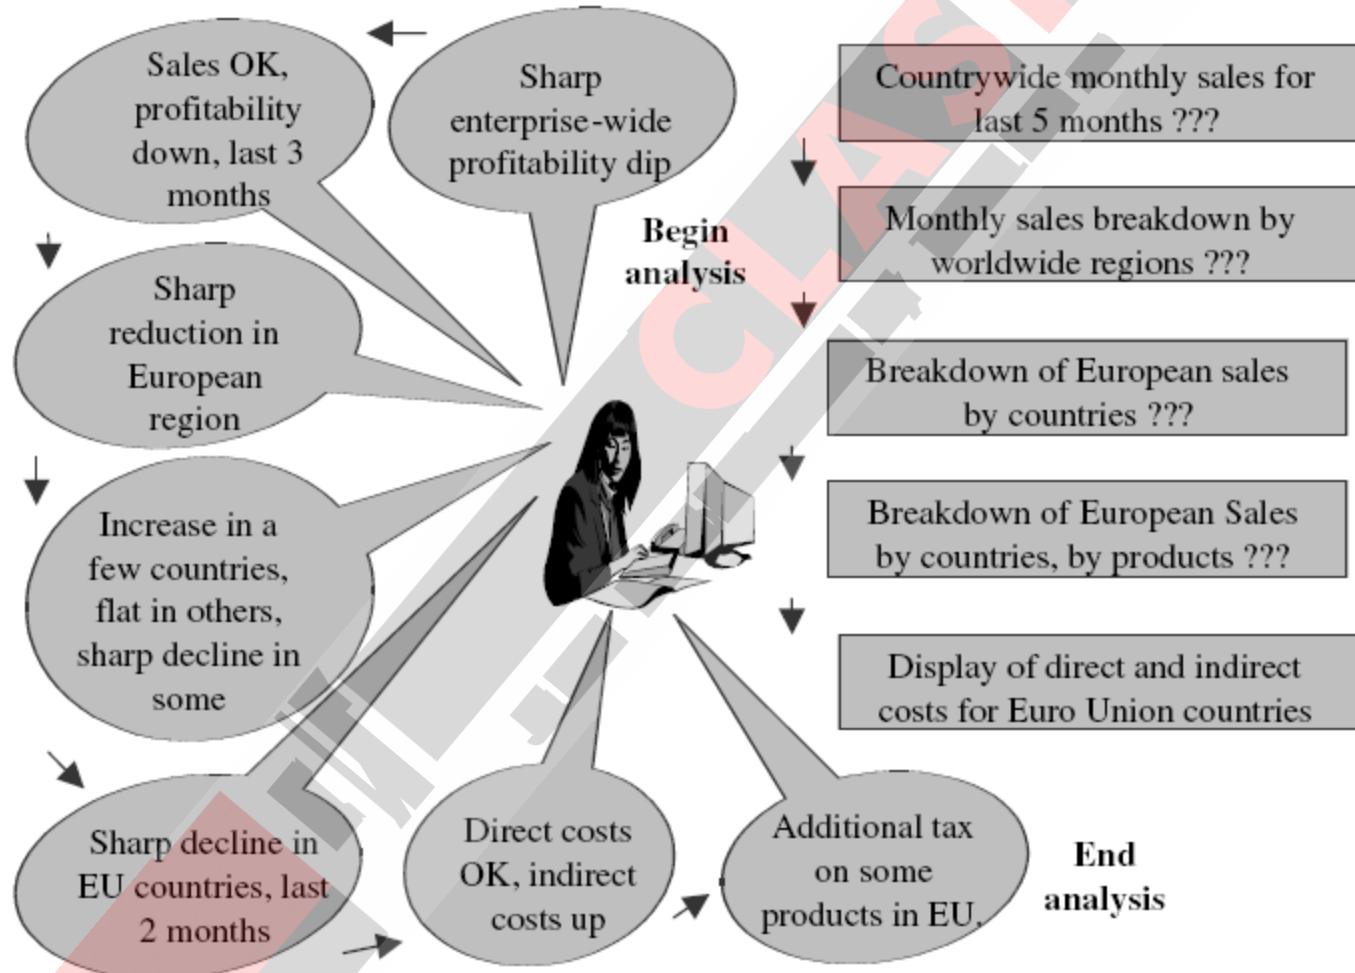 Sales OK,
profitability
down, last 3
months
Sharp
enterprise-wide
profitability dip
Begin
analysis
Sharp
reduction in
European
region
Increase in a
few countries,
flat in others,
sharp decline in
some
Sharp decline in
EU countries, last
2 months
Direct costs
OK, indirect
costs up
Additional tax
on some
products in EU.
End
analysis
Countrywide monthly sales for
last 5 months ???
Monthly sales breakdown by
worldwide regions ???
Breakdown of European sales
by countries ???
Breakdown of European Sales
by countries, by products ???
Display of direct and indirect
costs for Euro Union countries